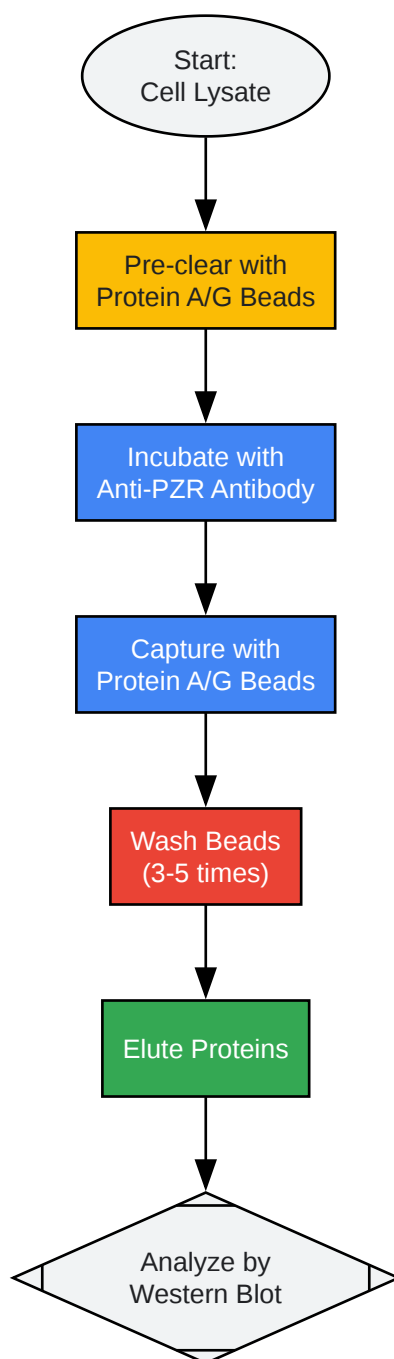 Start:
Cell Lysate
Pre-clear with
Protein A/G Beads
Incubate with
Anti-PZR Antibody
Capture with
Protein A/G Beads
Wash Beads
(3-5 times)
Elute Proteins
Analyze by
Western Blot